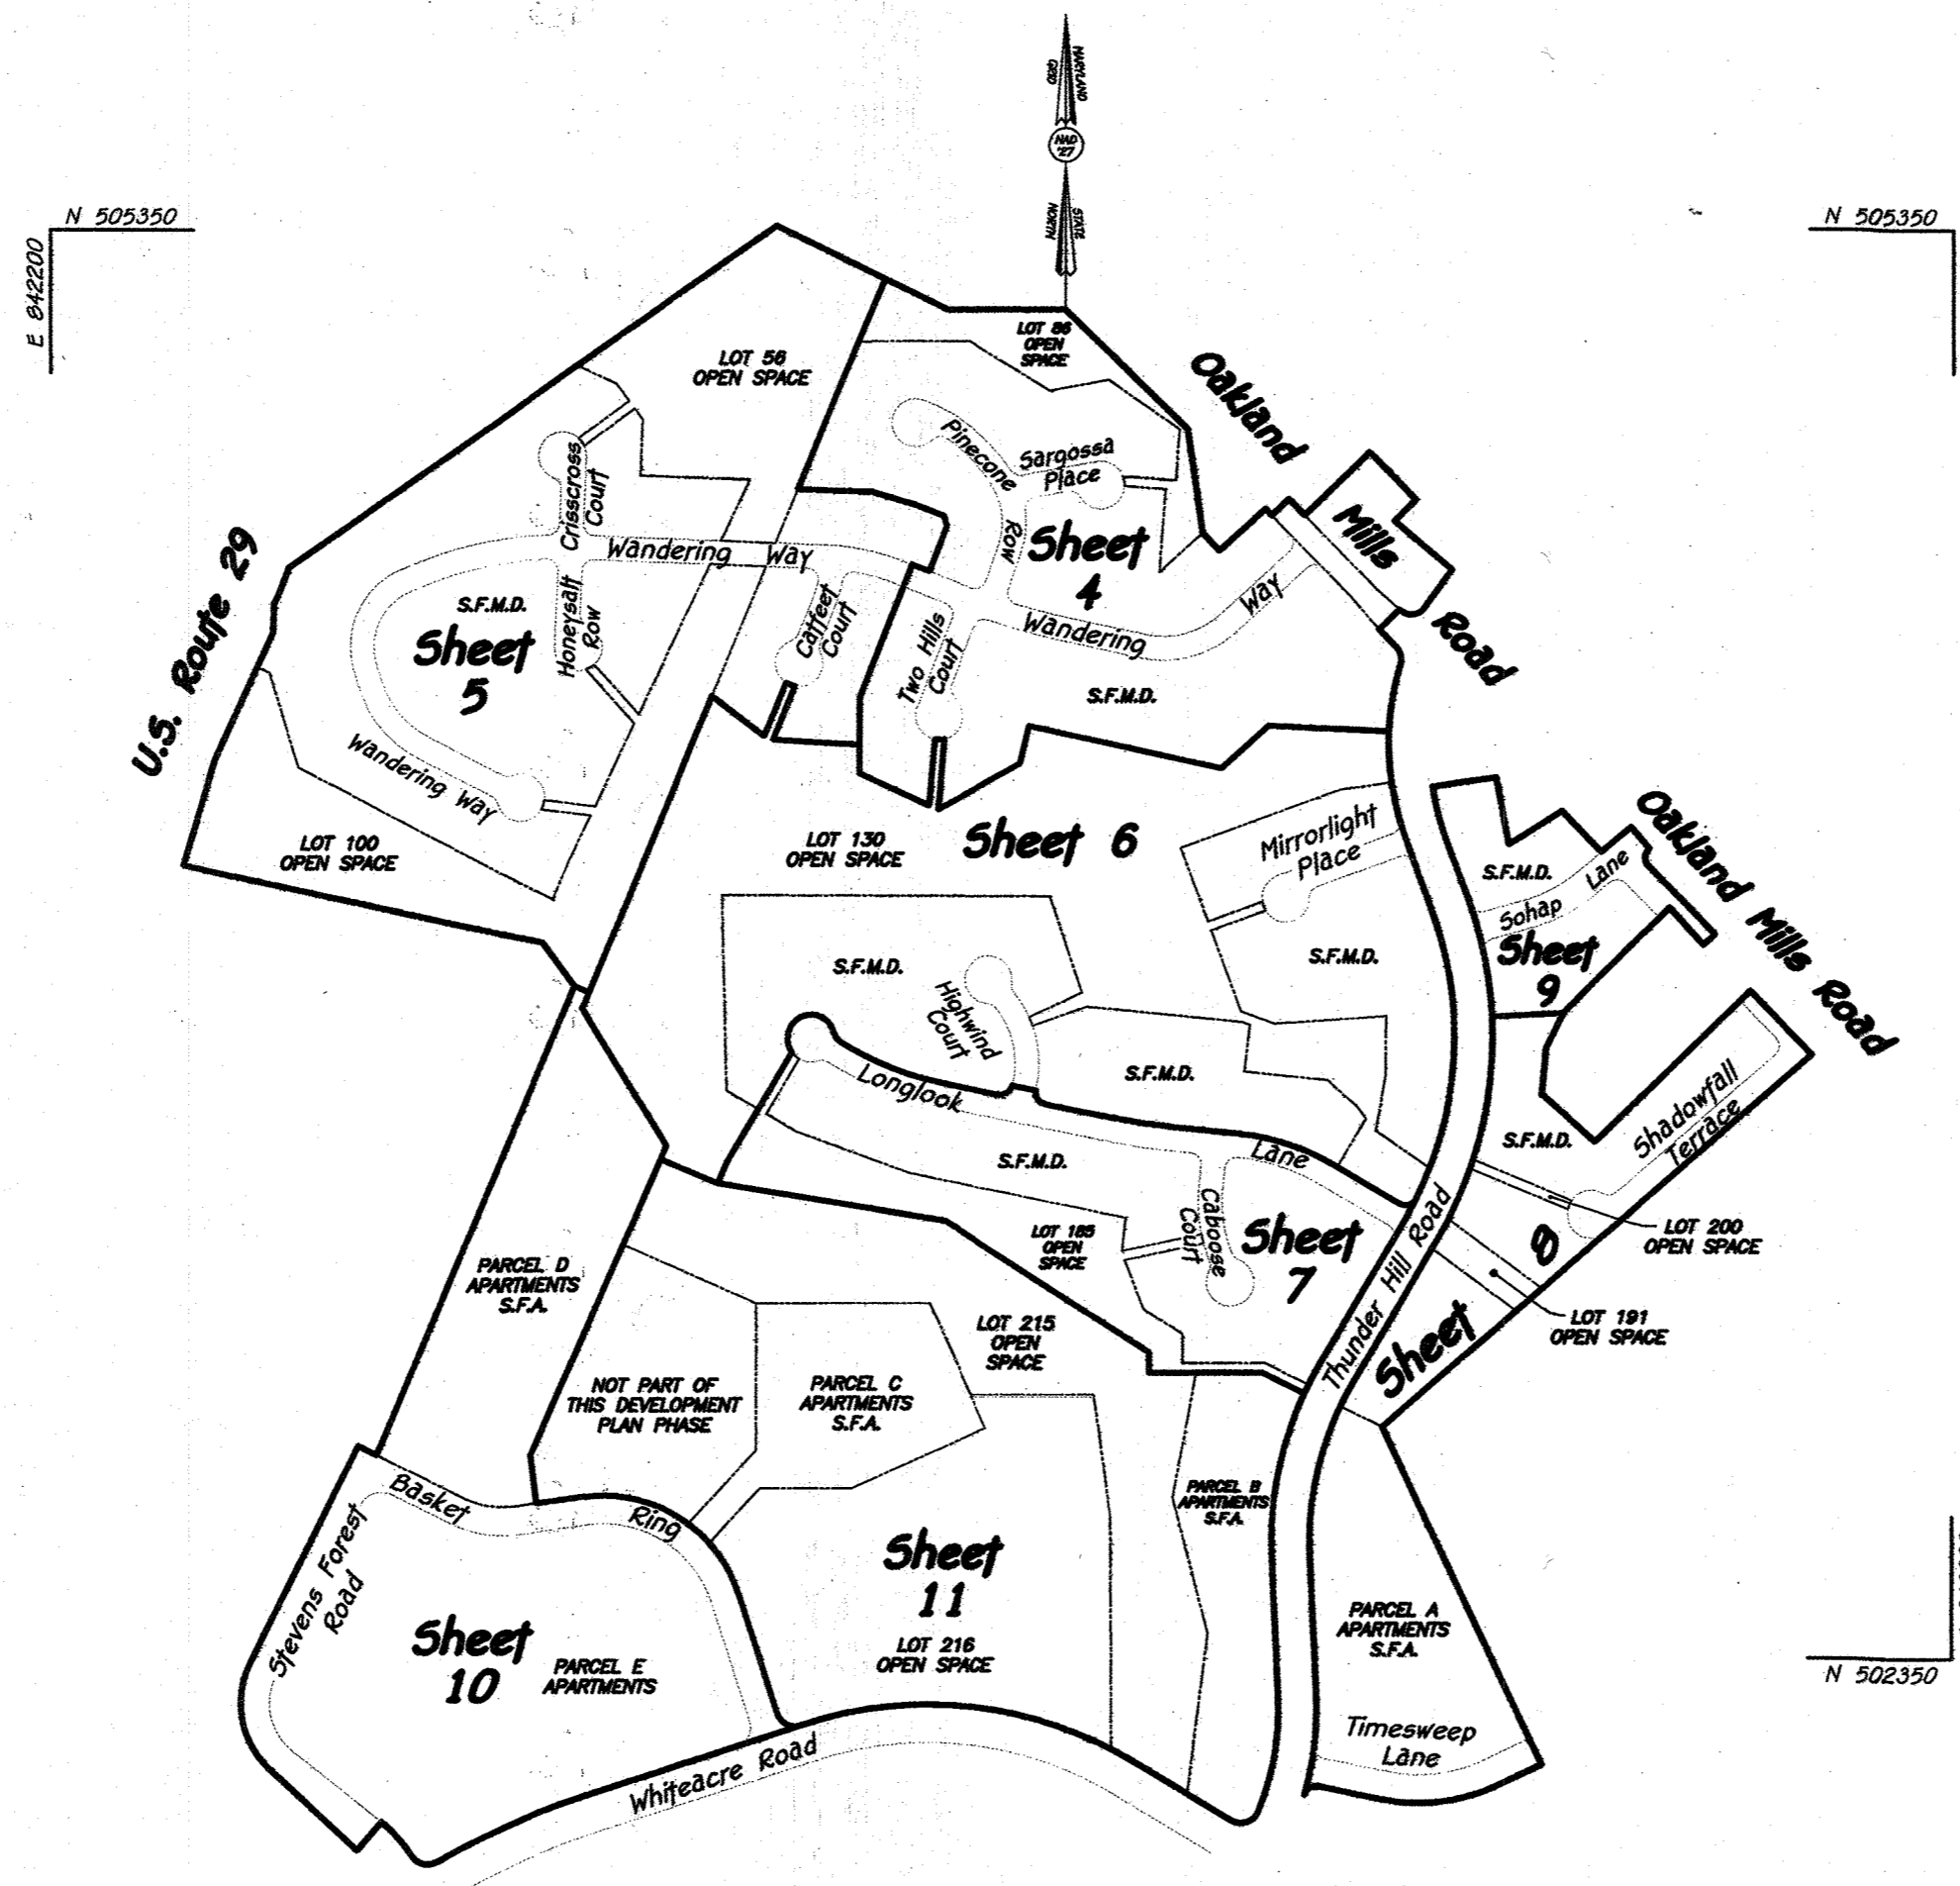 MARYLAND
GRID
NAD
'27
STATE
NORTH
N 505350
E 842200
N 505350
LOT 86
OPEN
SPACE
LOT 56
OPEN SPACE
Oakland
Mills
Road
Pinecone
Row
Sargossa
Place
Crisscross
Court
Sheet
4
Wandering Way
Wandering
Way
U.S. Route 29
S.F.M.D.
Sheet
5
Honeysalt
Row
Catfeet
Court
Two Hills
Court
S.F.M.D.
Wandering Way
LOT 100
OPEN SPACE
LOT 130
OPEN SPACE
Sheet 6
Mirrorlight
Place
Oakland Mills Road
S.F.M.D.
Sohap
Lane
Sheet
9
S.F.M.D.
S.F.M.D.
Highwind
Court
Longlook
Lane
S.F.M.D.
S.F.M.D.
S.F.M.D.
Shadowfall
Terrace
Caboose
Court
LOT 185
OPEN
SPACE
Sheet
7
Thunder Hill Road
Sheet 8
LOT 200
OPEN SPACE
LOT 191
OPEN SPACE
PARCEL D
APARTMENTS
S.F.A.
LOT 215
OPEN
SPACE
NOT PART OF
THIS DEVELOPMENT
PLAN PHASE
PARCEL C
APARTMENTS
S.F.A.
PARCEL B
APARTMENTS
S.F.A.
Basket
Ring
Stevens Forest
Road
Sheet
10
PARCEL E
APARTMENTS
Sheet
11
LOT 216
OPEN SPACE
PARCEL A
APARTMENTS
S.F.A.
N 502350
Timesweep
Lane
Whiteacre Road